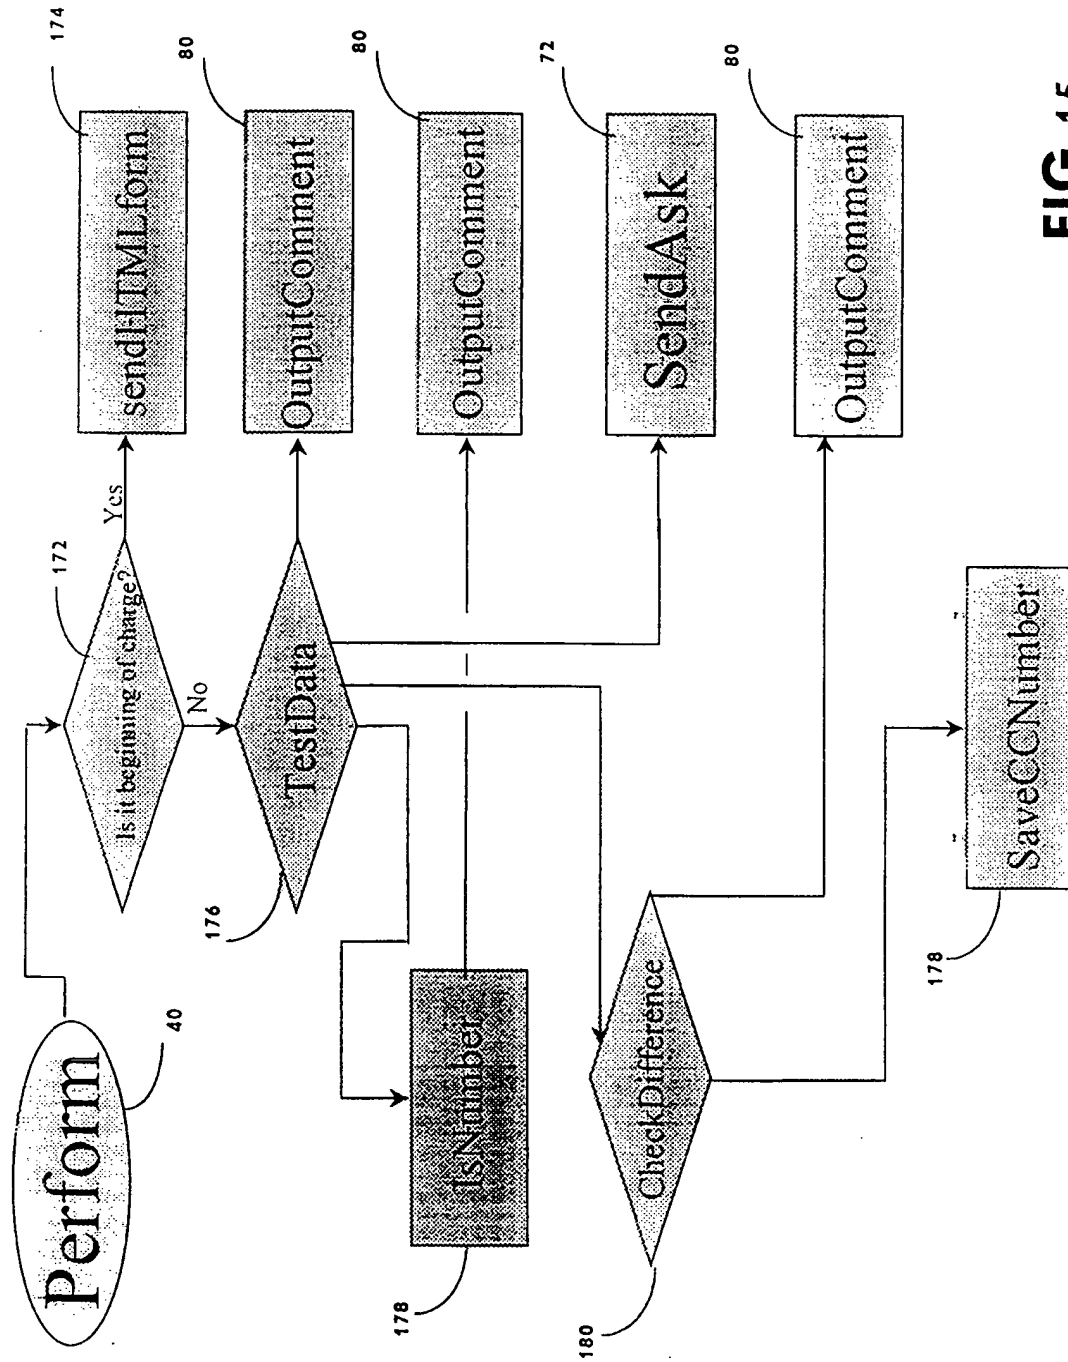 Perform
40
Is it beginning of charge?
172
Yes
sendHTMLform
174
No
TestData
176
OutputComment
80
IsNumber
178
OutputComment
80
SendAsk
72
CheckDifference
180
OutputComment
80
SaveCCNumber
178
FIG 15